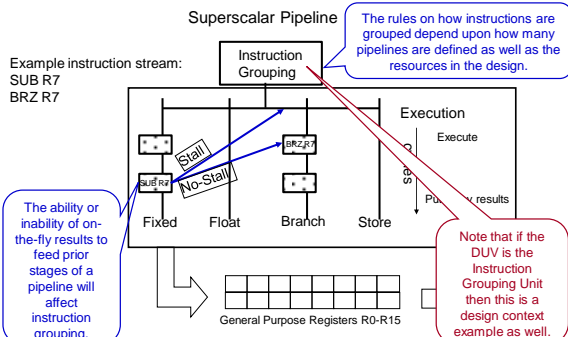 Superscalar Pipeline
The rules on how instructions are
grouped depend upon how many
pipelines are defined as well as the
resources in the design.
Instruction
Grouping
Example instruction stream:
SUB R7
BRZ R7
Execution
Execute
Stall
No-Stall
BRZ R7
SUB R7
Fixed
Float
Branch
Store
The ability or
inability of on-
the-fly results to
feed prior
stages of a
pipeline will
affect
instruction
grouping.
Note that if the
DUV is the
Instruction
Grouping Unit
then this is a
design context
example as well.
General Purpose Registers R0-R15